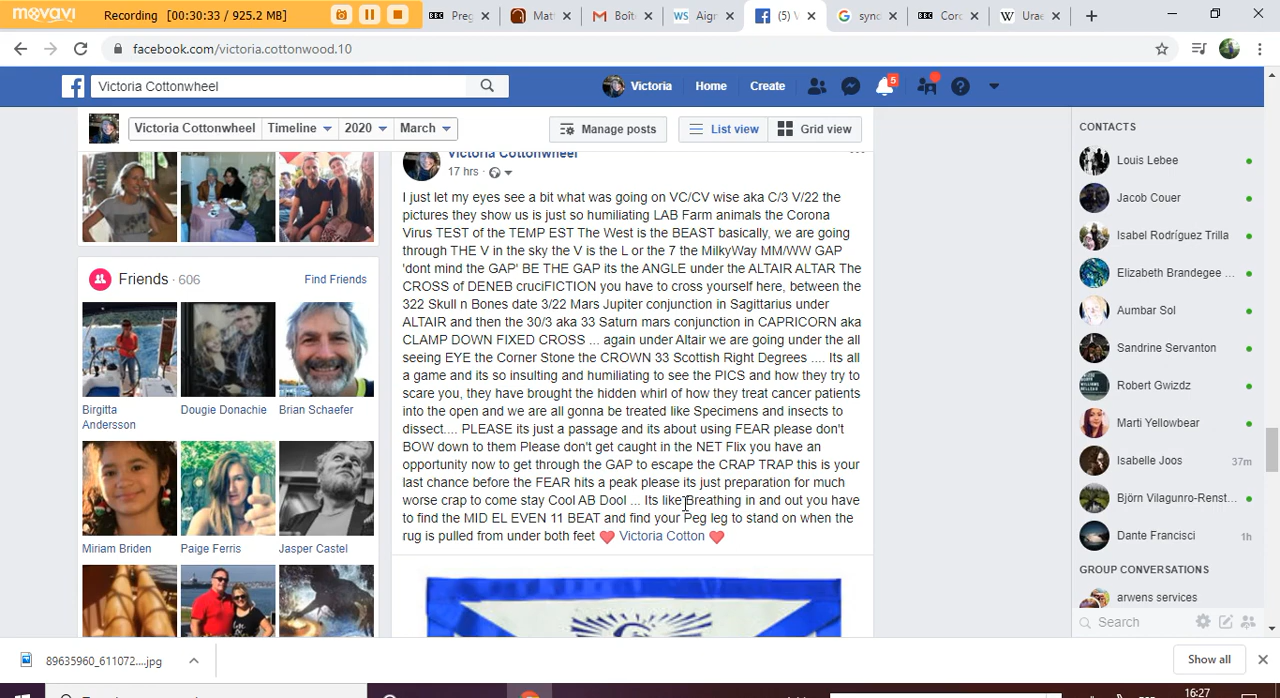 movavi
Recording [00:30:33 / 925.2 MB]
Preg
Mat
Boît
Aigr
(5) V
sync
Corc
Urae
facebook.com/victoria.cottonwood.10
Victoria Cottonwheel
Victoria
Home
Create
5
Victoria Cottonwheel
Timeline
2020
March
Manage posts
List view
Grid view
Friends · 606
Find Friends
Birgitta
Andersson
Dougie Donachie
Brian Schaefer
Miriam Briden
Paige Ferris
Jasper Castel
Victoria Cottonwheel
17 hrs ·
I just let my eyes see a bit what was going on VC/CV wise aka C/3 V/22 the
pictures they show us is just so humiliating LAB Farm animals the Corona
Virus TEST of the TEMP EST The West is the BEAST basically, we are going
through THE V in the sky the V is the L or the 7 the MilkyWay MM/WW GAP
'dont mind the GAP' BE THE GAP its the ANGLE under the ALTAIR ALTAR The
CROSS of DENEB cruciFICTION you have to cross yourself here, between the
322 Skull n Bones date 3/22 Mars Jupiter conjunction in Sagittarius under
ALTAIR and then the 30/3 aka 33 Saturn mars conjunction in CAPRICORN aka
CLAMP DOWN FIXED CROSS ... again under Altair we are going under the all
seeing EYE the Corner Stone the CROWN 33 Scottish Right Degrees .... Its all
a game and its so insulting and humiliating to see the PICS and how they try to
scare you, they have brought the hidden whirl of how they treat cancer patients
into the open and we are all gonna be treated like Specimens and insects to
dissect.... PLEASE its just a passage and its about using FEAR please don't
BOW down to them Please don't get caught in the NET Flix you have an
opportunity now to get through the GAP to escape the CRAP TRAP this is your
last chance before the FEAR hits a peak please its just preparation for much
worse crap to come stay Cool AB Dool ... Its like Breathing in and out you have
to find the MID EL EVEN 11 BEAT and find your Peg leg to stand on when the
rug is pulled from under both feet ❤ Victoria Cotton ❤
CONTACTS
Louis Lebee
Jacob Couer
Isabel Rodríguez Trilla
Elizabeth Brandegee ...
Aumbar Sol
Sandrine Servanton
Robert Gwizdz
Marti Yellowbear
Isabelle Joos 37m
Björn Vilagruno-Renst...
Dante Francisci 1h
GROUP CONVERSATIONS
arwens services
Search
89635960_611072....jpg
Show all
16:27